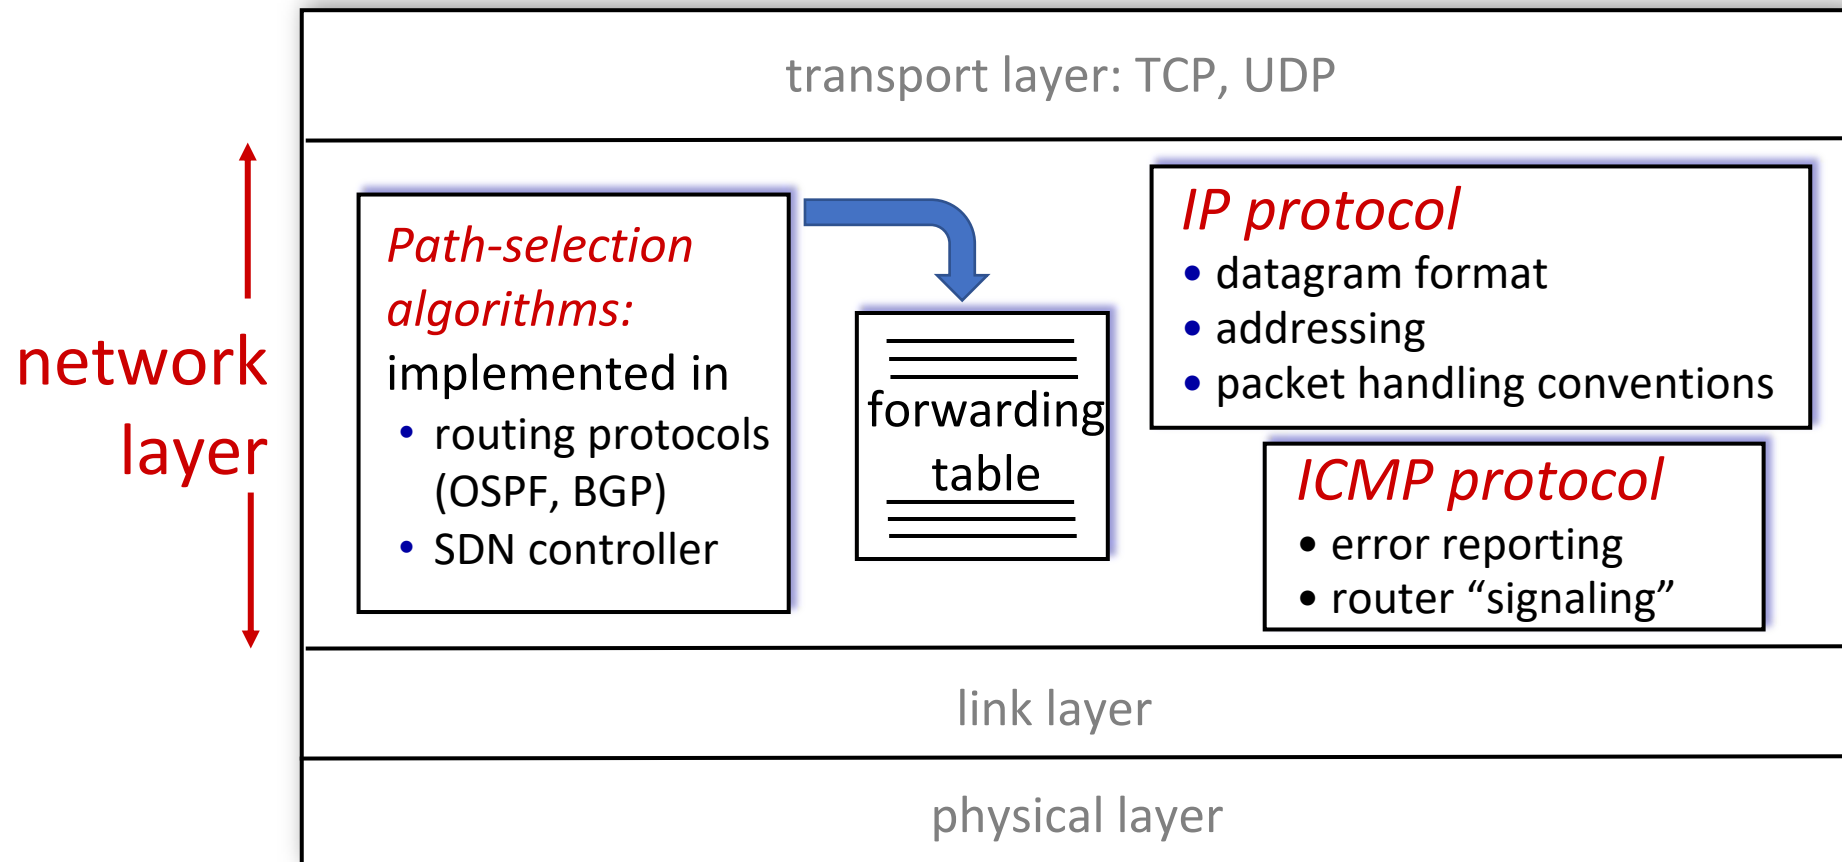 transport layer: TCP, UDP
network
layer
Path-selection
algorithms:
implemented in
• routing protocols
(OSPF, BGP)
• SDN controller
forwarding
table
IP protocol
• datagram format
• addressing
• packet handling conventions
ICMP protocol
• error reporting
• router “signaling”
link layer
physical layer